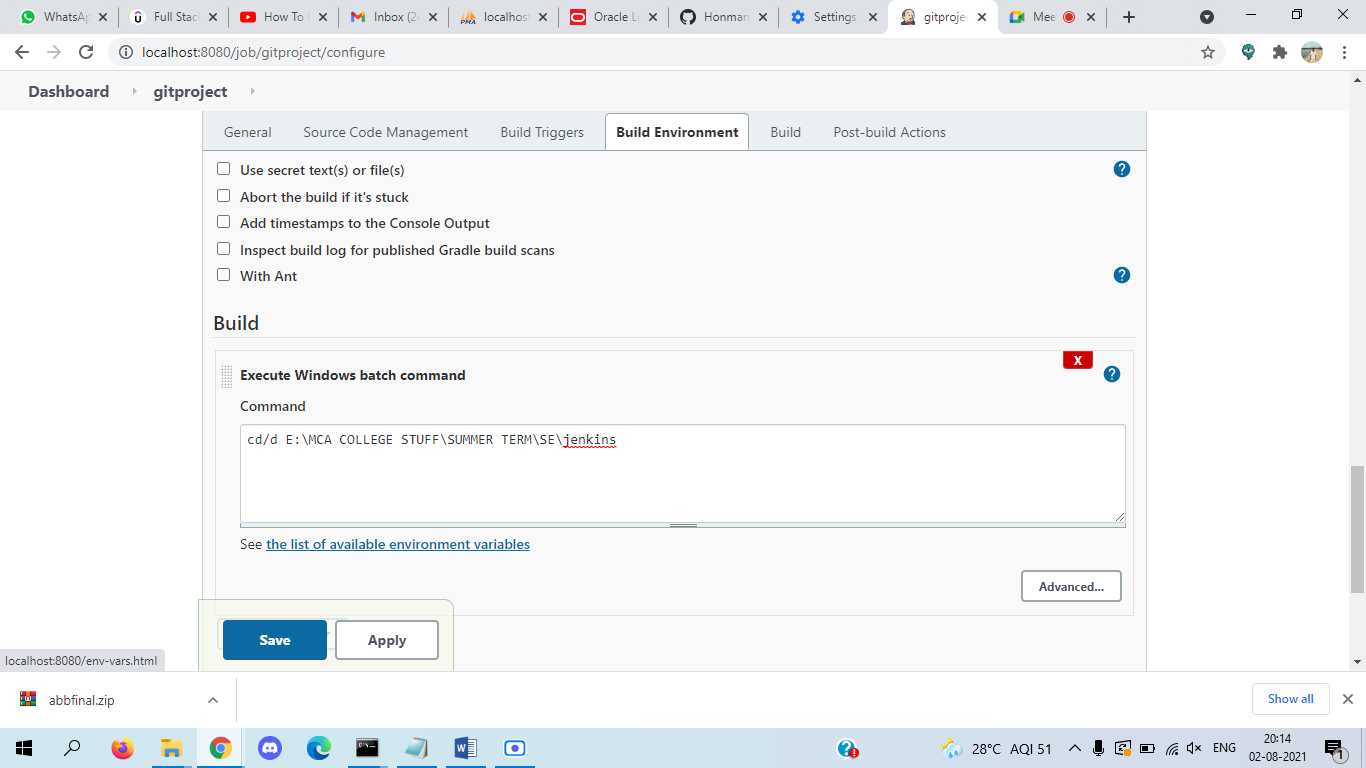 WhatsAp
Full Stac
How To
Inbox (24
localhost
Oracle L
Honman
Settings
gitproje
Mee
localhost:8080/job/gitproject/configure
Dashboard
gitproject
General
Source Code Management
Build Triggers
Build Environment
Build
Post-build Actions
Use secret text(s) or file(s)
Abort the build if it's stuck
Add timestamps to the Console Output
Inspect build log for published Gradle build scans
With Ant
Build
X
Execute Windows batch command
Command
cd/d E:\MCA COLLEGE STUFF\SUMMER TERM\SE\jenkins
See the list of available environment variables
Advanced...
Save
Apply
localhost:8080/env-vars.html
abbfinal.zip
Show all
28°C AQI 51
ENG
20:14
02-08-2021
1